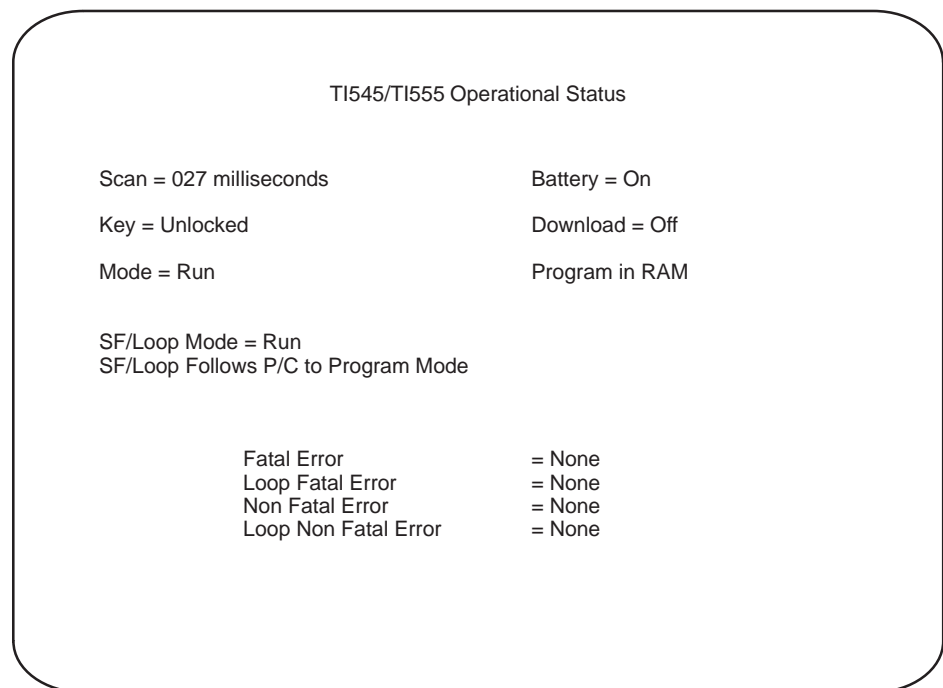 TI545/TI555 Operational Status
Scan = 027 milliseconds Battery = On
Key = Unlocked Download = Off
Mode = Run Program in RAM
SF/Loop Mode = Run
SF/Loop Follows P/C to Program Mode
Fatal Error = None
Loop Fatal Error = None
Non Fatal Error = None
Loop Non Fatal Error = None